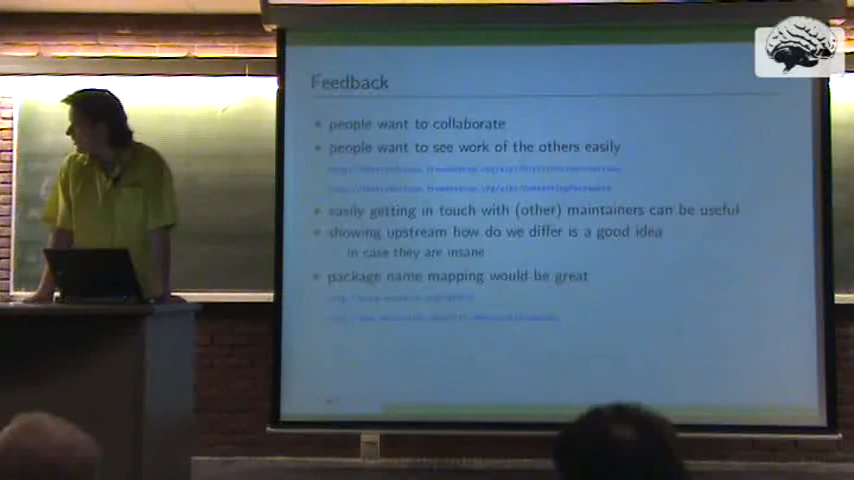 Feedback
people want to collaborate
people want to see work of the others easily
easily getting in touch with (other) maintainers can be useful
showing upstream how do we differ is a good idea
in case they are insane
package name mapping would be great